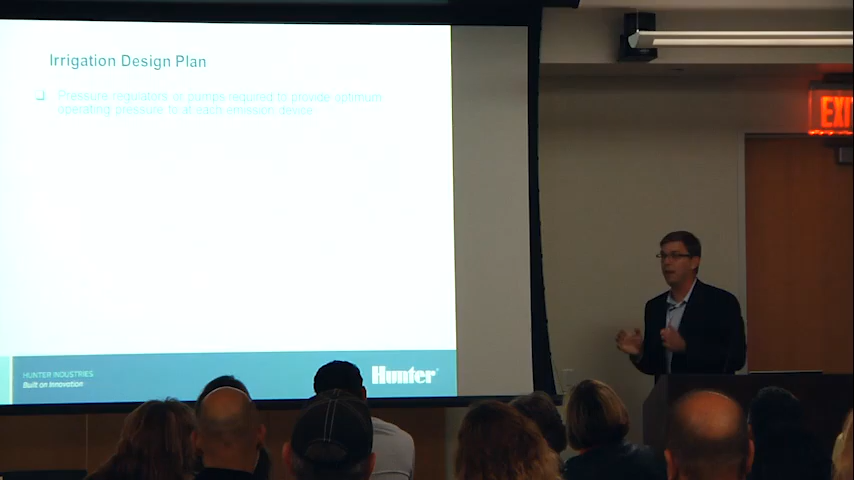 Irrigation Design Plan
Pressure regulators or pumps required to provide optimum
operating pressure to at each emission device
HUNTER INDUSTRIES
Built on Innovation
Hunter
EXI